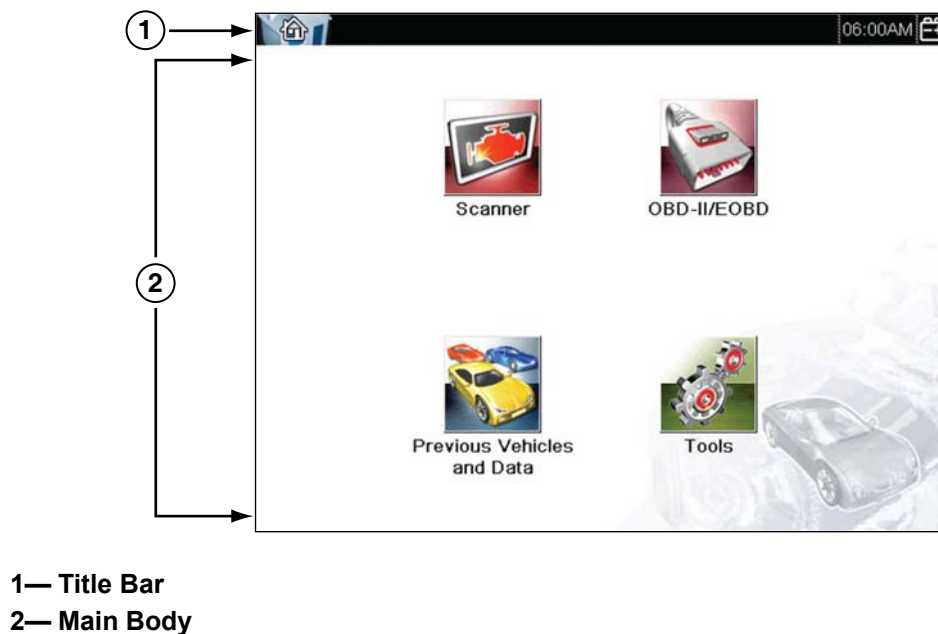 1
06:00AM
2
Scanner
OBD-II/EOBD
Previous Vehicles
and Data
Tools
1— Title Bar
2— Main Body